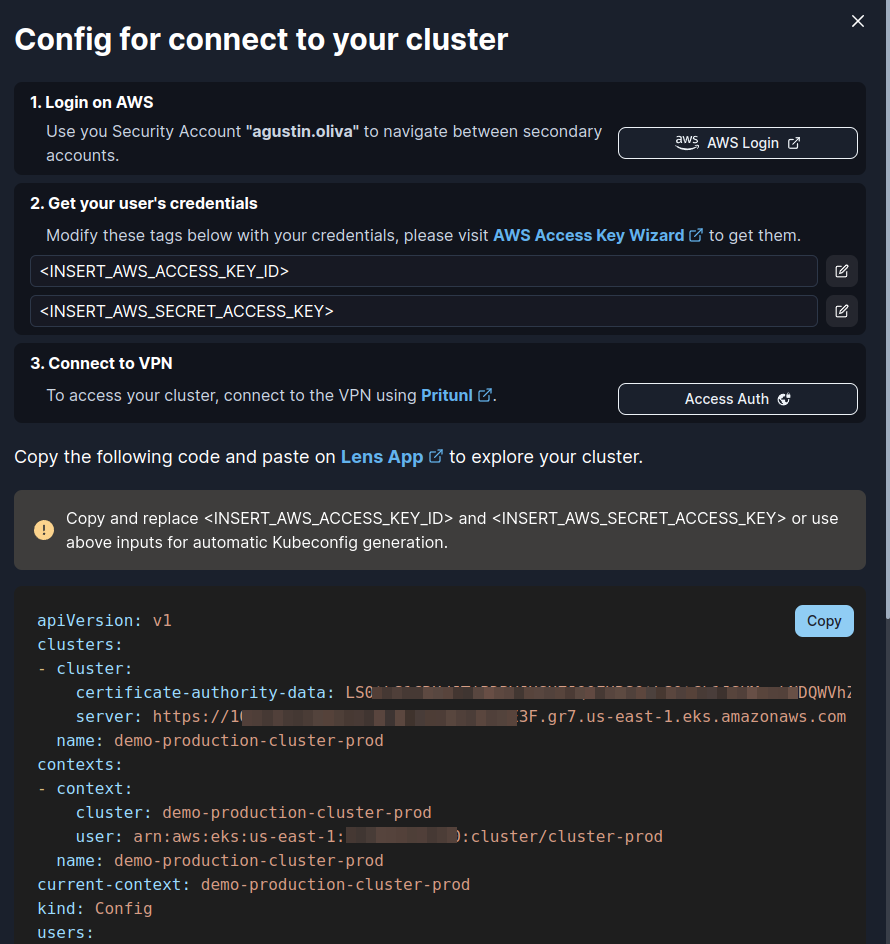 Config for connect to your cluster
1. Login on AWS
Use you Security Account "agustin.oliva" to navigate between secondary
accounts.
aws AWS Login
2. Get your user's credentials
Modify these tags below with your credentials, please visit AWS Access Key Wizard to get them.
<INSERT_AWS_ACCESS_KEY_ID>
<INSERT_AWS_SECRET_ACCESS_KEY>
3. Connect to VPN
To access your cluster, connect to the VPN using Pritunl.
Access Auth
Copy the following code and paste on Lens App to explore your cluster.
Copy and replace <INSERT_AWS_ACCESS_KEY_ID> and <INSERT_AWS_SECRET_ACCESS_KEY> or use
above inputs for automatic Kubeconfig generation.
Copy
apiVersion: v1
clusters:
- cluster:
certificate-authority-data: LS0 DQWVh
server: https://1 3F.gr7.us-east-1.eks.amazonaws.com
name: demo-production-cluster-prod
contexts:
- context:
cluster: demo-production-cluster-prod
user: arn:aws:eks:us-east-1: :cluster/cluster-prod
name: demo-production-cluster-prod
current-context: demo-production-cluster-prod
kind: Config
users: